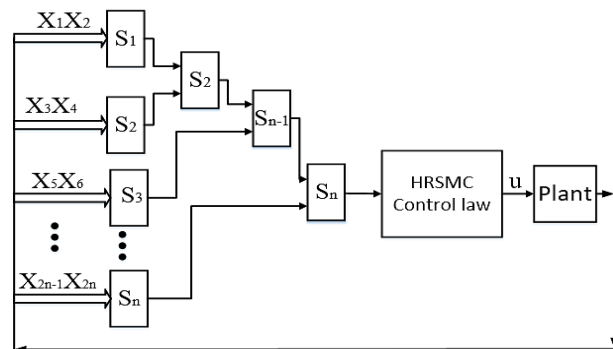 X₁X₂
S₁
S₂
X₃X₄
S₂
Sₙ₋₁
X₅X₆
S₃
Sₙ
HRSMC
Control law
u
Plant
X₂ₙ₋₁X₂ₙ
Sₙ